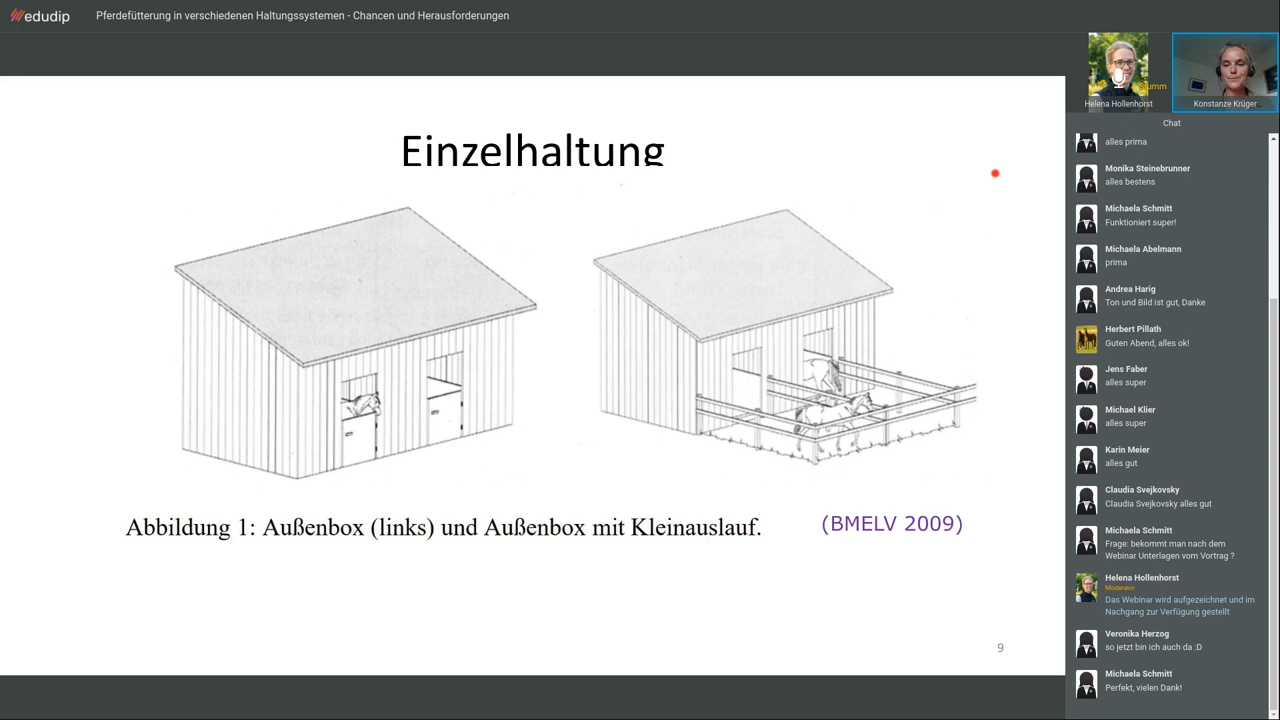 edudip
Pferdefütterung in verschiedenen Haltungssystemen - Chancen und Herausforderungen
Stumm
Helena Hollenhorst
Konstanze Krüger
Einzelhaltung
Abbildung 1: Außenbox (links) und Außenbox mit Kleinauslauf.
(BMELV 2009)
9
Chat
alles prima
Monika Steinebrunner
alles bestens
Michaela Schmitt
Funktioniert super!
Michaela Abelmann
prima
Andrea Harig
Ton und Bild ist gut, Danke
Herbert Pillath
Guten Abend, alles ok!
Jens Faber
alles super
Michael Klier
alles super
Karin Meier
alles gut
Claudia Svejkovsky
Claudia Svejkovsky alles gut
Michaela Schmitt
Frage: bekommt man nach dem
Webinar Unterlagen vom Vortrag ?
Helena Hollenhorst
Moderator
Das Webinar wird aufgezeichnet und im
Nachgang zur Verfügung gestellt
Veronika Herzog
so jetzt bin ich auch da :D
Michaela Schmitt
Perfekt, vielen Dank!